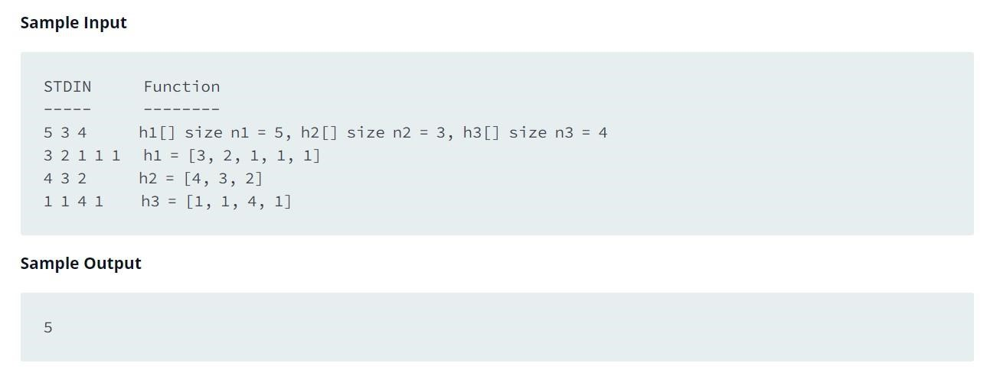 Sample Input
STDIN      Function
-----      --------
5 3 4      h1[] size n1 = 5, h2[] size n2 = 3, h3[] size n3 = 4
3 2 1 1 1  h1 = [3, 2, 1, 1, 1]
4 3 2      h2 = [4, 3, 2]
1 1 4 1    h3 = [1, 1, 4, 1]
Sample Output
5